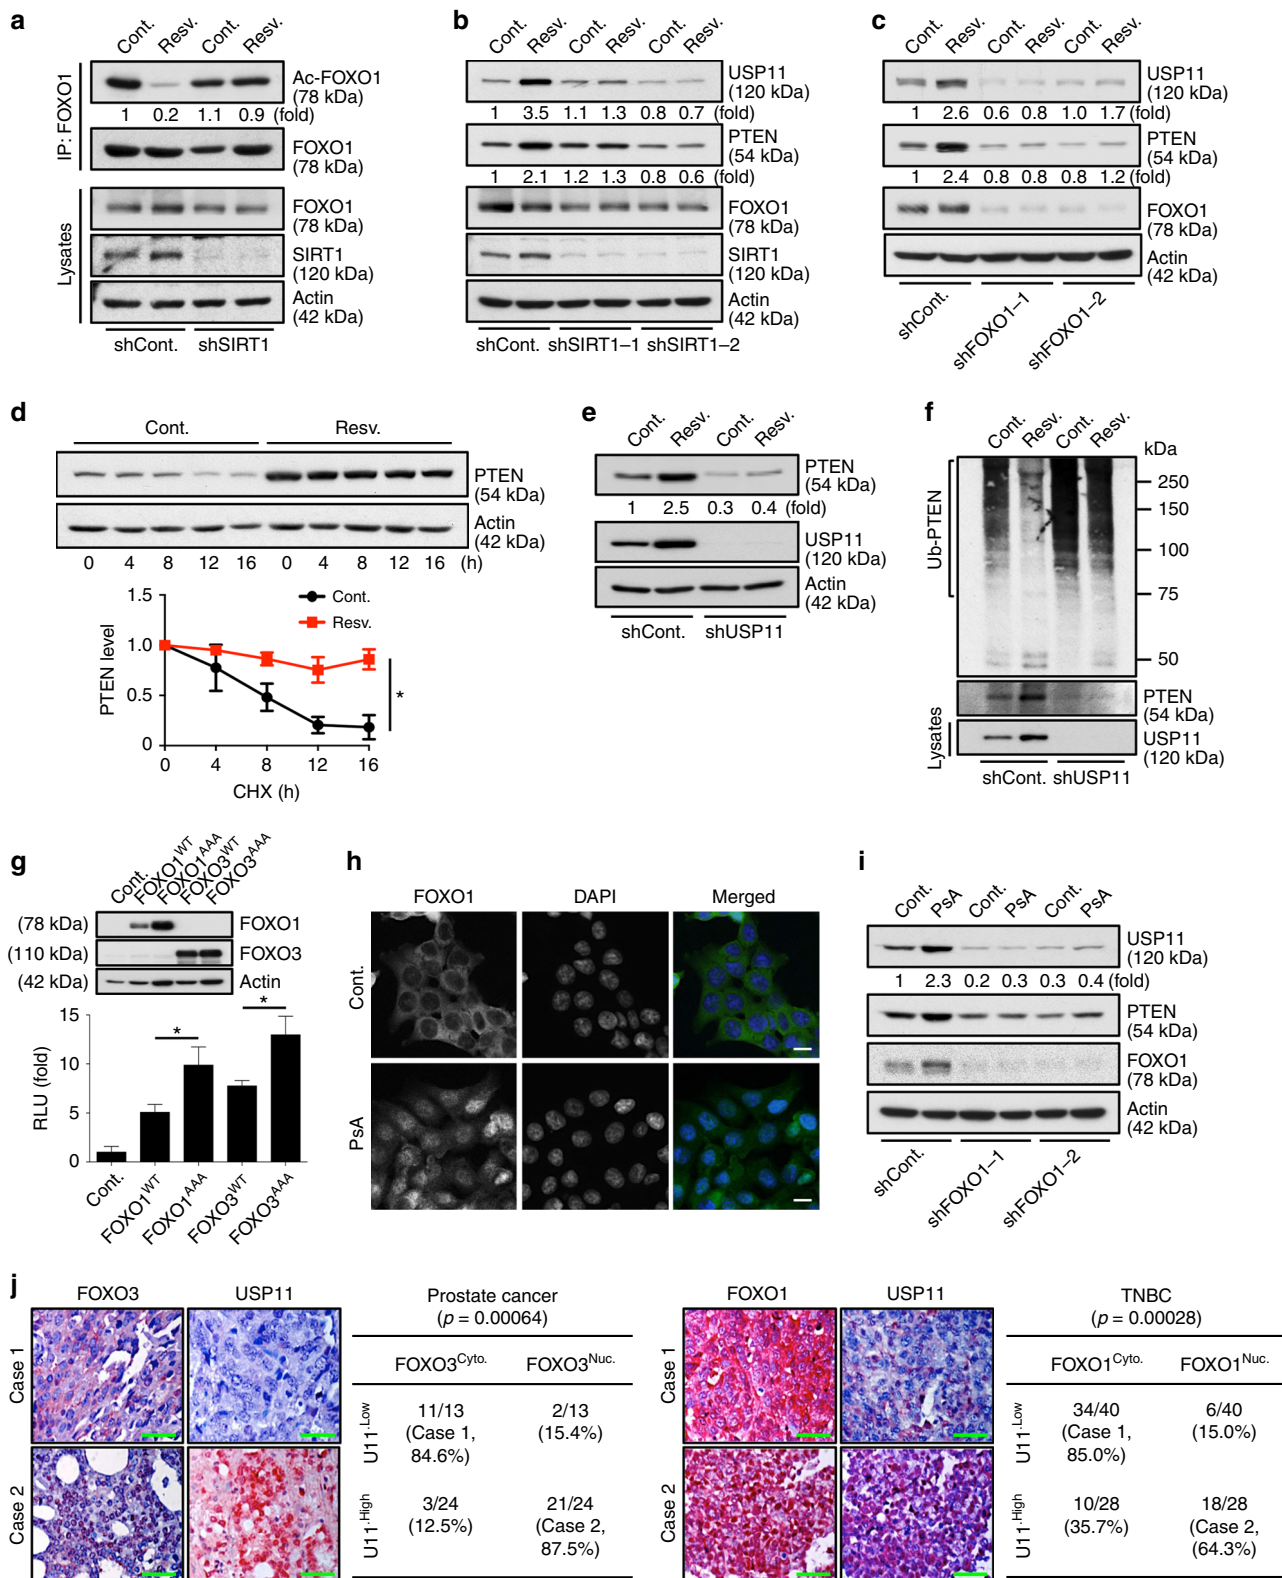 a
Cont. Resv. Cont. Resv.
IP: FOXO1
Ac-FOXO1
(78 kDa)
1 0.2 1.1 0.9 (fold)
FOXO1
(78 kDa)
Lysates
FOXO1
(78 kDa)
SIRT1
(120 kDa)
Actin
(42 kDa)
shCont. shSIRT1
b
Cont. Resv. Cont. Resv. Cont. Resv.
USP11
(120 kDa)
1 3.5 1.1 1.3 0.8 0.7 (fold)
PTEN
(54 kDa)
1 2.1 1.2 1.3 0.8 0.6 (fold)
FOXO1
(78 kDa)
SIRT1
(120 kDa)
Actin
(42 kDa)
shCont. shSIRT1–1 shSIRT1–2
c
Cont. Resv. Cont. Resv. Cont. Resv.
USP11
(120 kDa)
1 2.6 0.6 0.8 1.0 1.7 (fold)
PTEN
(54 kDa)
1 2.4 0.8 0.8 0.8 1.2 (fold)
FOXO1
(78 kDa)
Actin
(42 kDa)
shCont. shFOXO1–1 shFOXO1–2
d
Cont. Resv.
PTEN
(54 kDa)
Actin
(42 kDa)
0 4 8 12 16 0 4 8 12 16 (h)
1.5
1.0
0.5
0
PTEN level
Cont.
Resv.
*
0 4 8 12 16
CHX (h)
e
Cont. Resv. Cont. Resv.
PTEN
(54 kDa)
1 2.5 0.3 0.4 (fold)
USP11
(120 kDa)
Actin
(42 kDa)
shCont. shUSP11
f
Cont. Resv. Cont. Resv.
kDa
Ub-PTEN
250
150
100
75
50
PTEN
(54 kDa)
Lysates
USP11
(120 kDa)
shCont. shUSP11
g
Cont. FOXO1WT FOXO1AAA FOXO3WT FOXO3AAA
(78 kDa) FOXO1
(110 kDa) FOXO3
(42 kDa) Actin
15
10
5
0
RLU (fold)
* *
Cont. FOXO1WT FOXO1AAA FOXO3WT FOXO3AAA
h
FOXO1 DAPI Merged
Cont.
PsA
i
Cont. PsA Cont. PsA Cont. PsA
USP11
(120 kDa)
1 2.3 0.2 0.3 0.3 0.4 (fold)
PTEN
(54 kDa)
FOXO1
(78 kDa)
Actin
(42 kDa)
shCont. shFOXO1–1 shFOXO1–2
j
FOXO3 USP11
Case 1
Case 2
Prostate cancer
(p = 0.00064)
FOXO3Cyto. FOXO3Nuc.
U11.Low
11/13 2/13
(Case 1, (15.4%)
84.6%)
U11.High
3/24 21/24
(12.5%) (Case 2,
87.5%)
FOXO1 USP11
Case 1
Case 2
TNBC
(p = 0.00028)
FOXO1Cyto. FOXO1Nuc.
U11.Low
34/40 6/40
(Case 1, (15.0%)
85.0%)
U11.High
10/28 18/28
(35.7%) (Case 2,
64.3%)